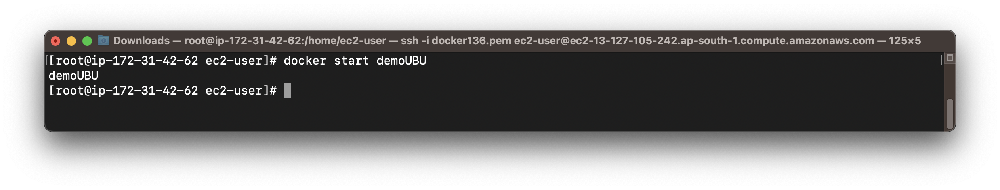 Downloads — root@ip-172-31-42-62:/home/ec2-user — ssh -i docker136.pem ec2-user@ec2-13-127-105-242.ap-south-1.compute.amazonaws.com — 125×5
[root@ip-172-31-42-62 ec2-user]# docker start demoUBU
demoUBU
[root@ip-172-31-42-62 ec2-user]#